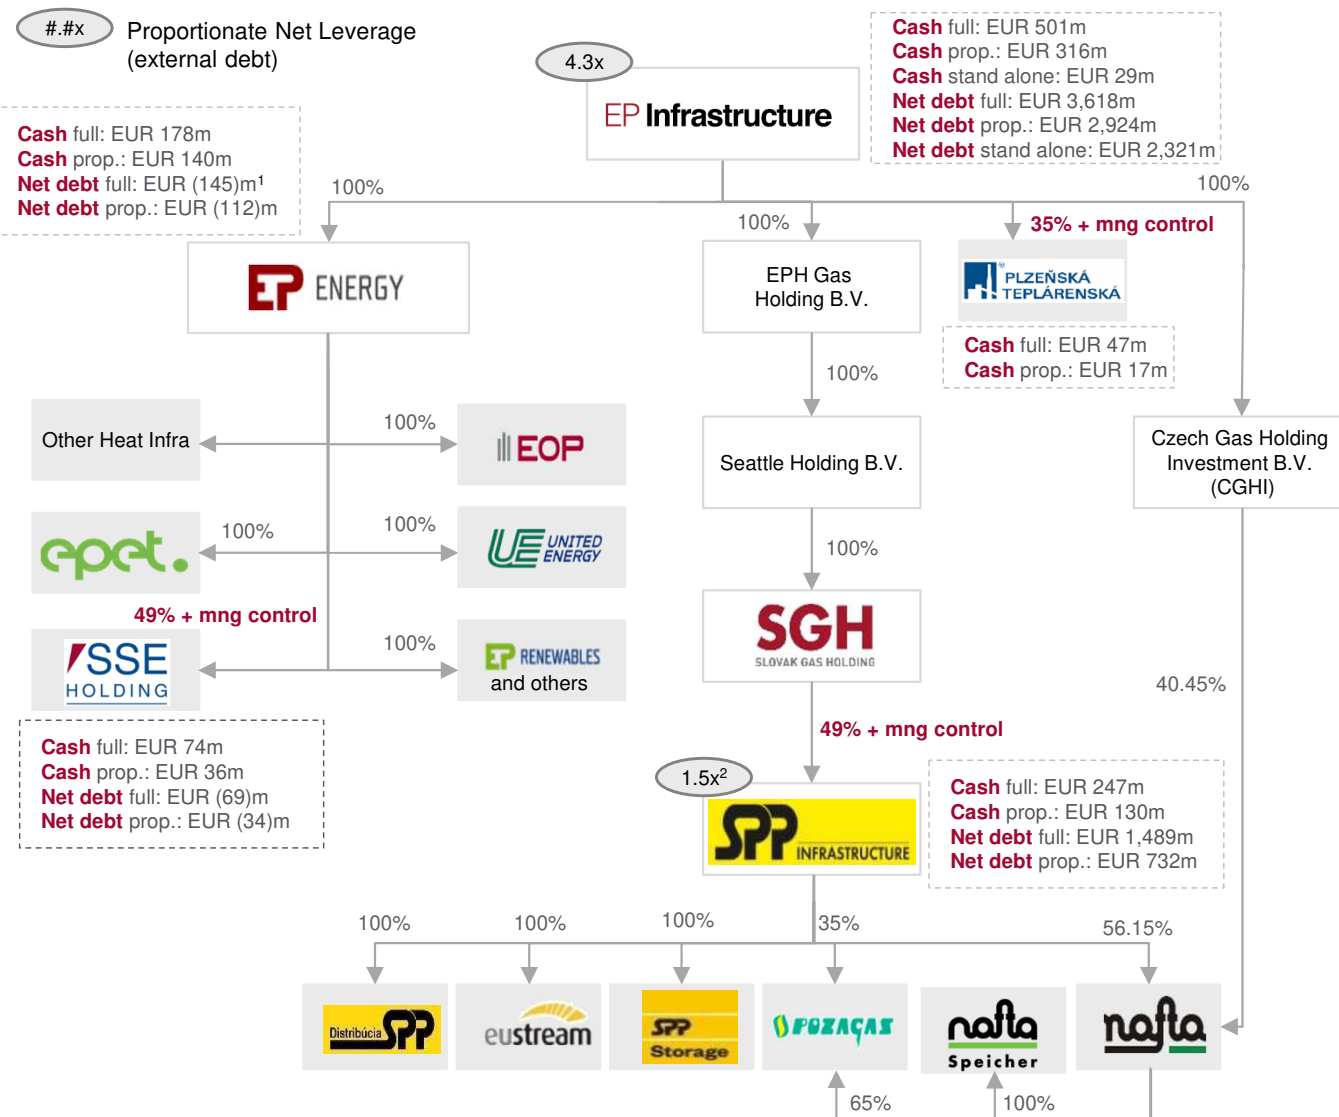 #.#x
Proportionate Net Leverage
(external debt)
4.3x
EP Infrastructure
Cash full: EUR 501m
Cash prop.: EUR 316m
Cash stand alone: EUR 29m
Net debt full: EUR 3,618m
Net debt prop.: EUR 2,924m
Net debt stand alone: EUR 2,321m
Cash full: EUR 178m
Cash prop.: EUR 140m
Net debt full: EUR (145)m¹
Net debt prop.: EUR (112)m
100%
100%
35% + mng control
100%
EP ENERGY
EPH Gas
Holding B.V.
PLZEŇSKÁ
TEPLÁRENSKÁ
Cash full: EUR 47m
Cash prop.: EUR 17m
100%
Other Heat Infra
100%
EOP
Seattle Holding B.V.
Czech Gas Holding
Investment B.V.
(CGHI)
epet.
100%
100%
UE UNITED
ENERGY
100%
49% + mng control
SSE
HOLDING
100%
EP RENEWABLES
and others
SGH
SLOVAK GAS HOLDING
40.45%
Cash full: EUR 74m
Cash prop.: EUR 36m
Net debt full: EUR (69)m
Net debt prop.: EUR (34)m
49% + mng control
1.5x²
SPP INFRASTRUCTURE
Cash full: EUR 247m
Cash prop.: EUR 130m
Net debt full: EUR 1,489m
Net debt prop.: EUR 732m
100%
100%
100%
35%
56.15%
Distribúcia SPP
eustream
SPP
Storage
POZAGAS
nafta
Speicher
nafta
65%
100%